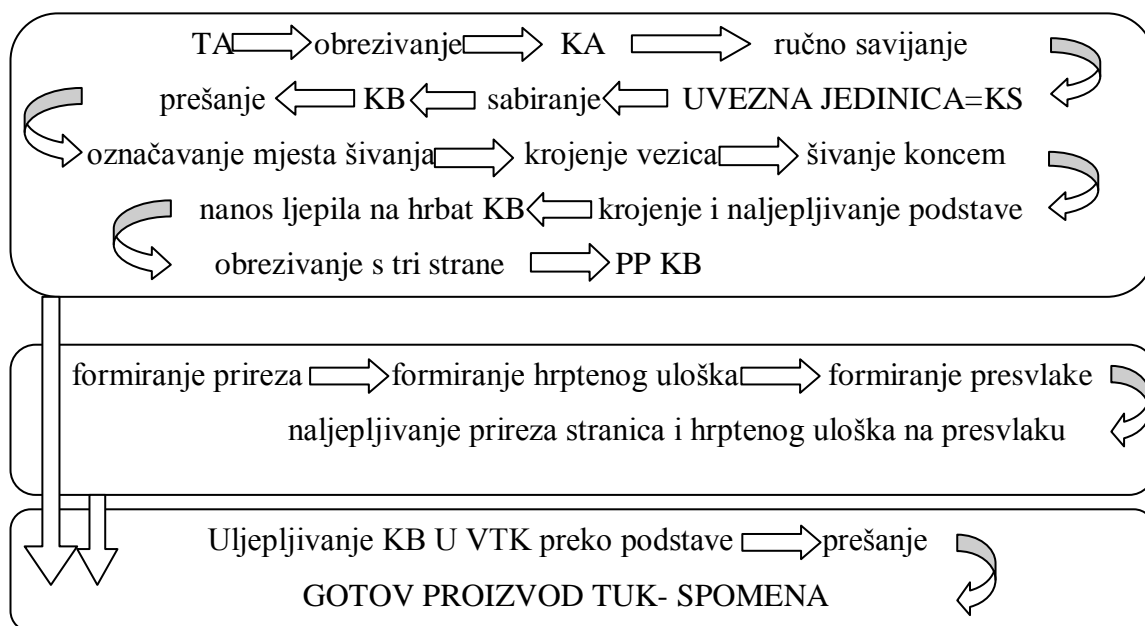 TA obrezivanje KA ručno savijanje
prešanje KB sabiranje UVEZNA JEDINICA=KS
označavanje mjesta šivanja krojenje vezica šivanje koncem
nanos ljepila na hrbat KB krojenje i naljepljivanje podstave
obrezivanje s tri strane PP KB
formiranje prireza formiranje hrptenog uloška formiranje presvlake
naljepljivanje prireza stranica i hrptenog uloška na presvlaku
Uljepljivanje KB U VTK preko podstave prešanje
GOTOV PROIZVOD TUK- SPOMENA